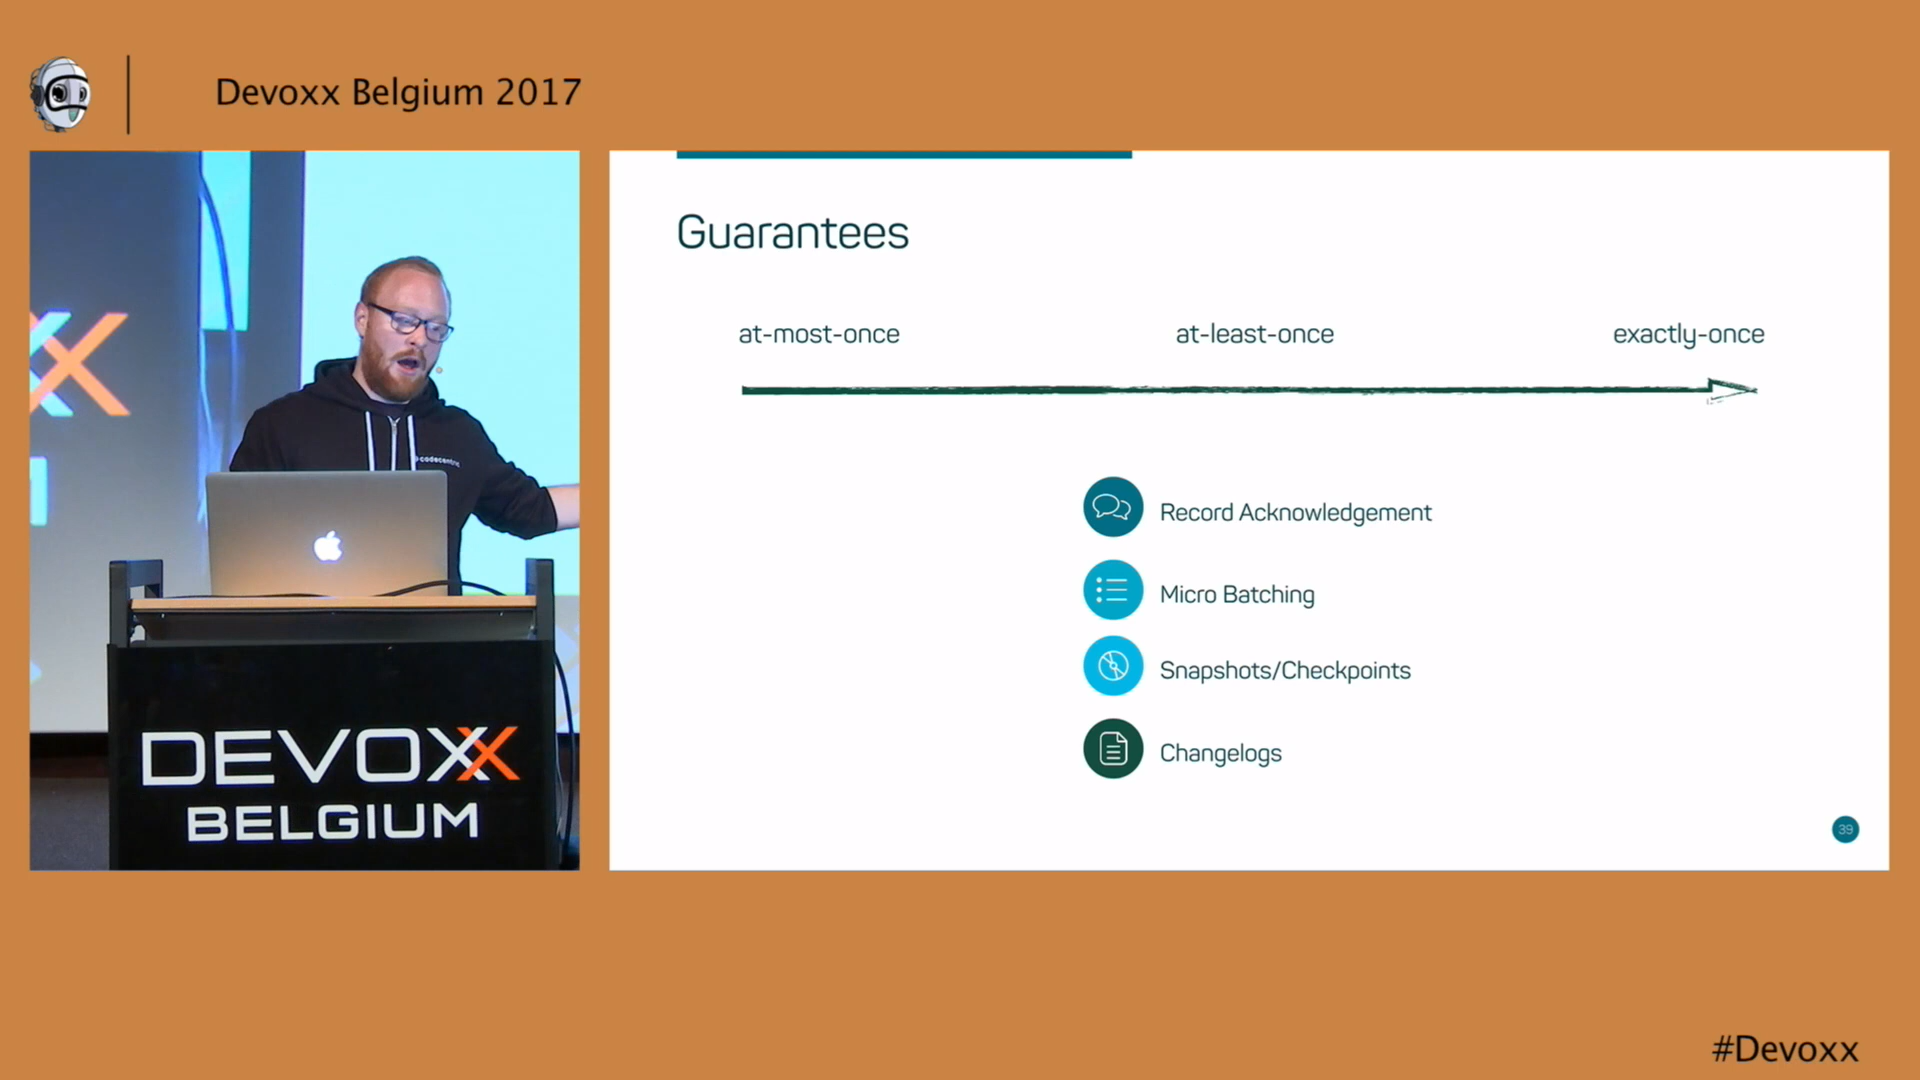 Devoxx Belgium 2017
Guarantees
at-most-once
at-least-once
exactly-once
Record Acknowledgement
Micro Batching
Snapshots/Checkpoints
Changelogs
39
codecentric
DEVOXX
BELGIUM
#Devoxx